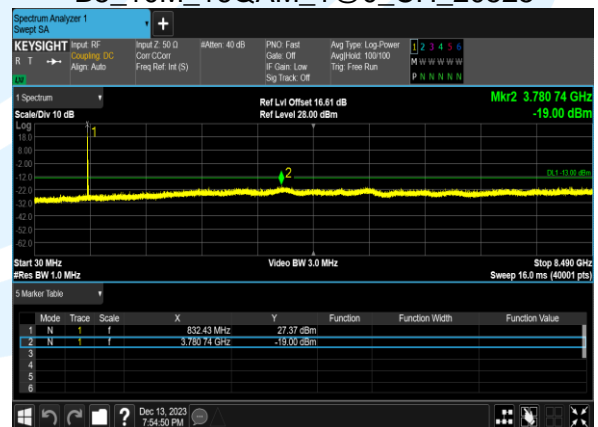 Spectrum Analyzer 1
Swept SA
KEYSIGHT Input: RF Input Z: 50 Ω #Atten: 40 dB PNO: Fast Avg Type: Log-Power 1 2 3 4 5 6
R T Coupling: DC Corr CCorr Gate: Off Avg|Hold: 100/100 M W W W W W
Align: Auto Freq Ref: Int (S) IF Gain: Low Trig: Free Run
LXI Sig Track: Off P N N N N N
1 Spectrum Ref Lvl Offset 16.61 dB Mkr2 3.780 74 GHz
Scale/Div 10 dB Ref Level 28.00 dBm -19.00 dBm
Log
18.0 1
8.00
-2.00
-12.0 2 DL1 -13.00 dBm
-22.0
-32.0
-42.0
-52.0
-62.0
Start 30 MHz Video BW 3.0 MHz Stop 8.490 GHz
#Res BW 1.0 MHz Sweep 16.0 ms (40001 pts)
5 Marker Table
Mode Trace Scale X Y Function Function Width Function Value
1 N 1 f 832.43 MHz 27.37 dBm
2 N 1 f 3.780 74 GHz -19.00 dBm
3
4
5
6
? Dec 13, 2023
7:54:50 PM